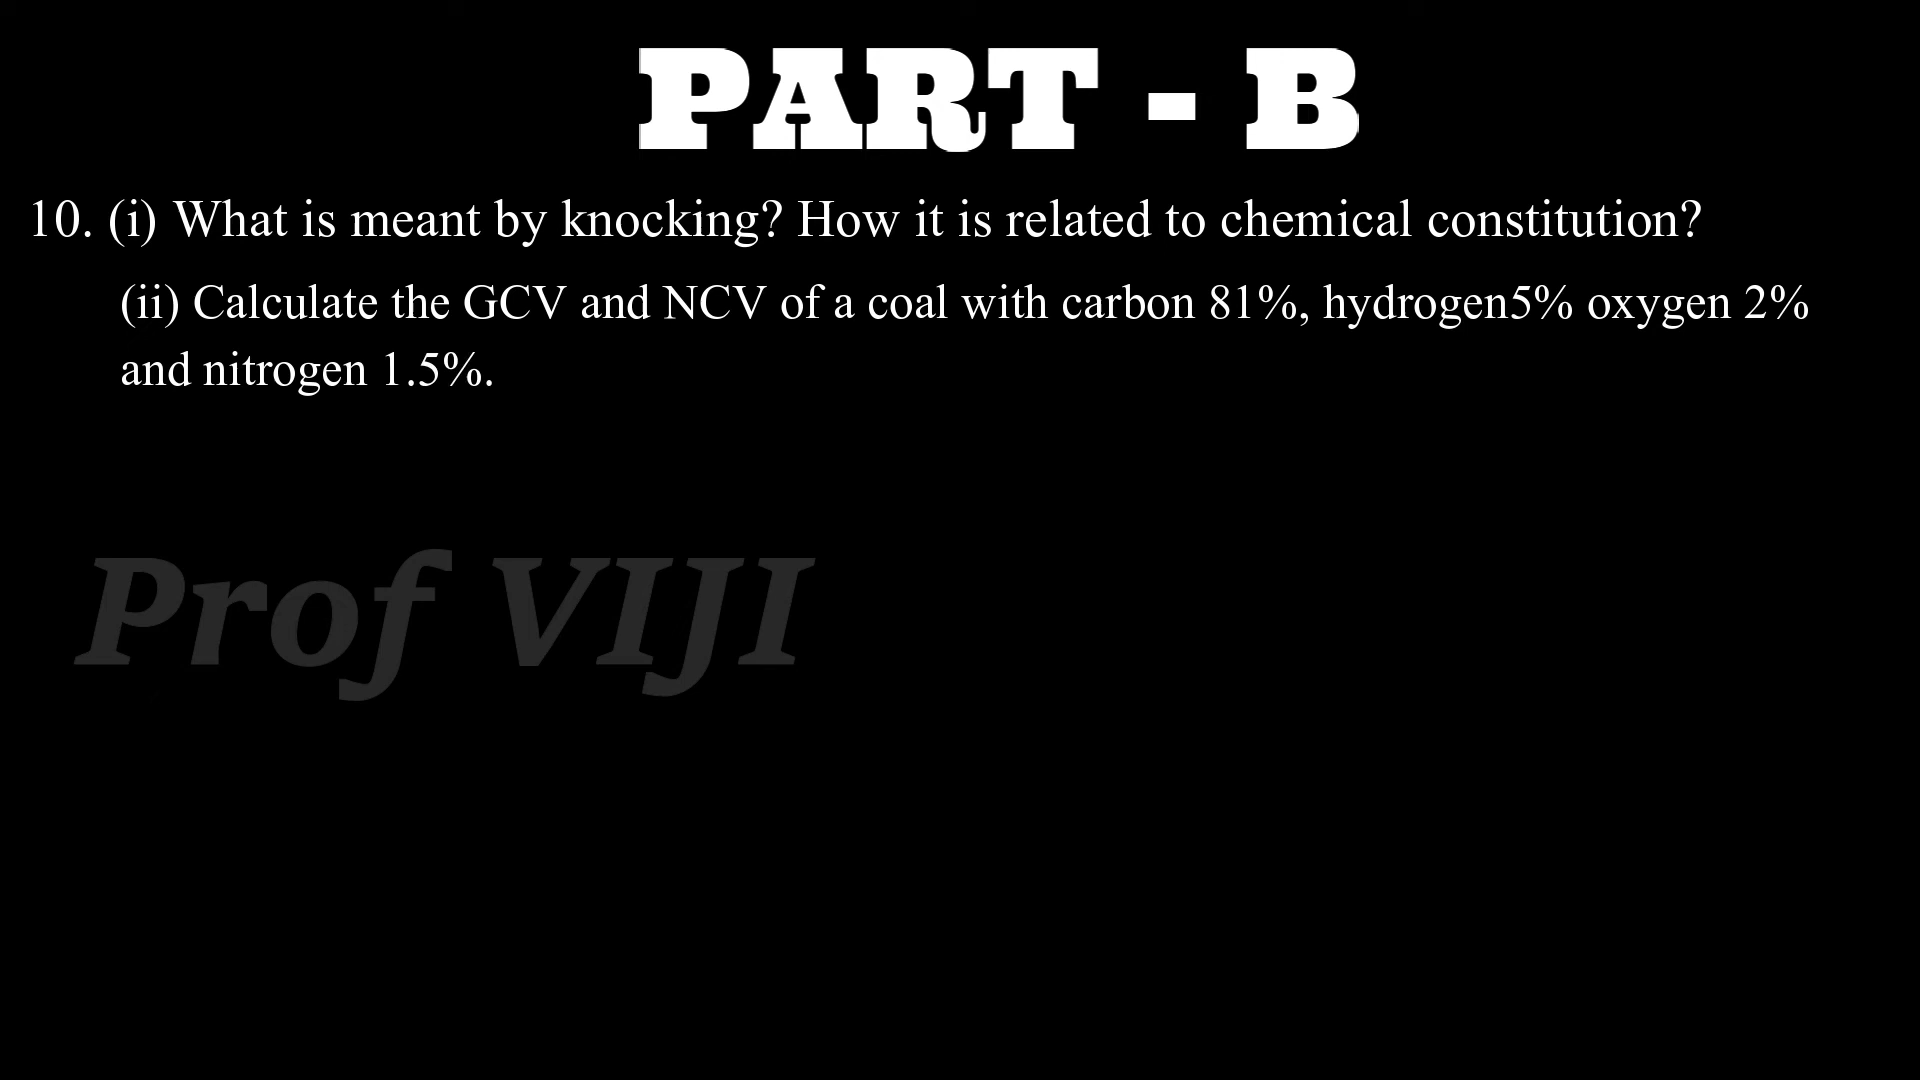 PART - B
10. (i) What is meant by knocking? How it is related to chemical constitution?
(ii) Calculate the GCV and NCV of a coal with carbon 81%, hydrogen5% oxygen 2%
and nitrogen 1.5%.
Prof VIJI